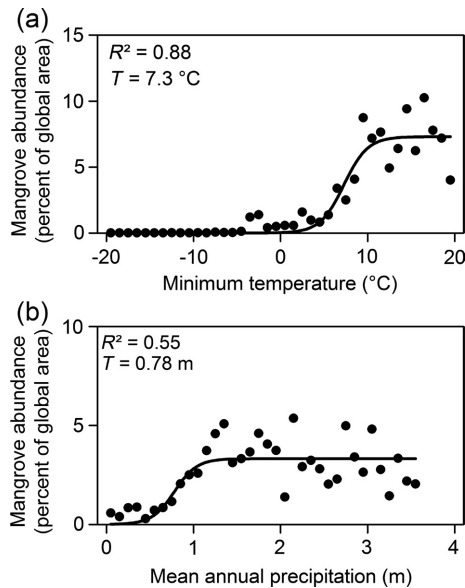 (a)
15
R² = 0.88
T = 7.3 °C
10
5
0
Mangrove abundance
(percent of global area)
-20 -10 0 10 20
Minimum temperature (°C)
(b)
10
R² = 0.55
T = 0.78 m
5
0
Mangrove abundance
(percent of global area)
0 1 2 3 4
Mean annual precipitation (m)